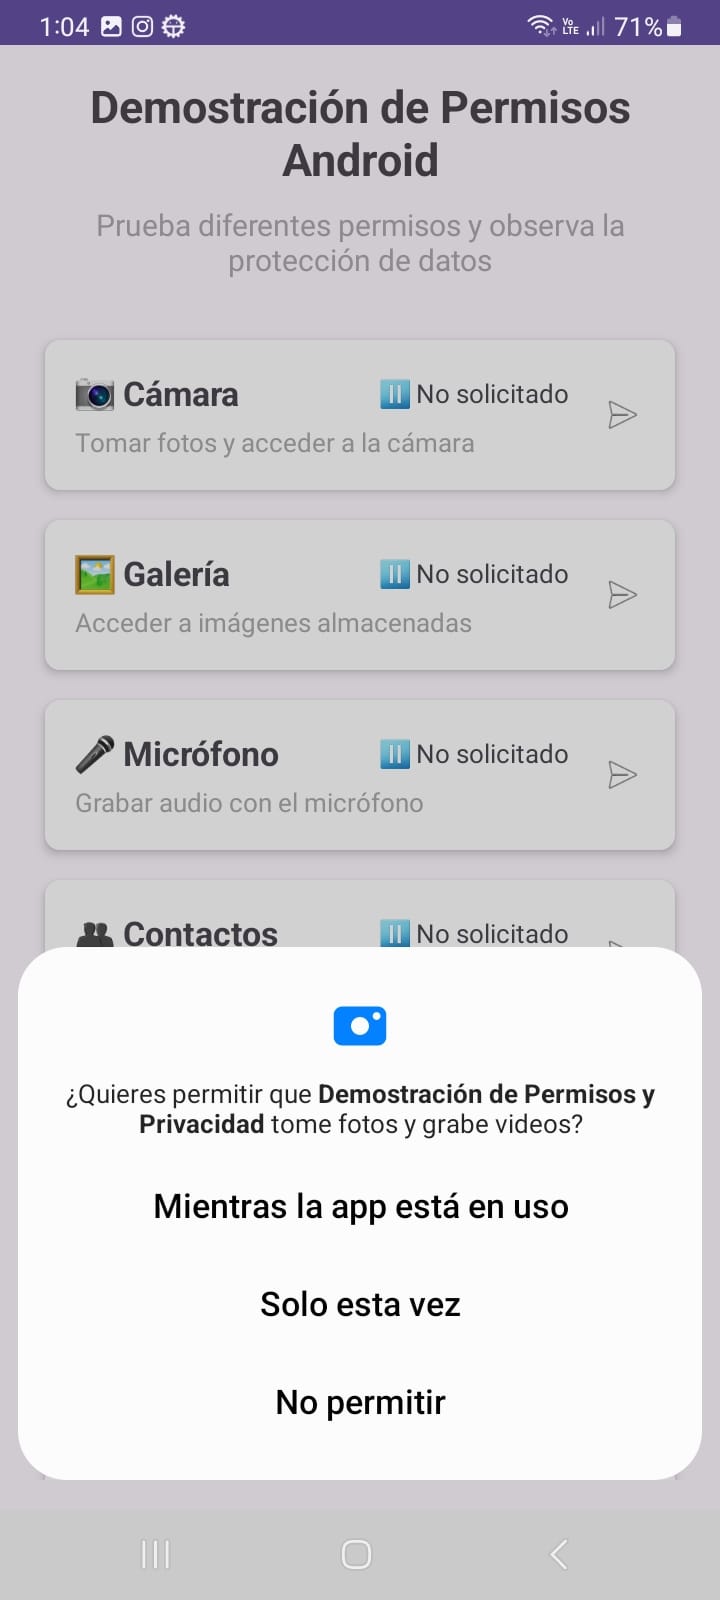 1:04
Vo LTE 71%
Demostración de Permisos
Android
Prueba diferentes permisos y observa la
protección de datos
Cámara No solicitado
Tomar fotos y acceder a la cámara
Galería No solicitado
Acceder a imágenes almacenadas
Micrófono No solicitado
Grabar audio con el micrófono
Contactos No solicitado
¿Quieres permitir que Demostración de Permisos y
Privacidad tome fotos y grabe videos?
Mientras la app está en uso
Solo esta vez
No permitir